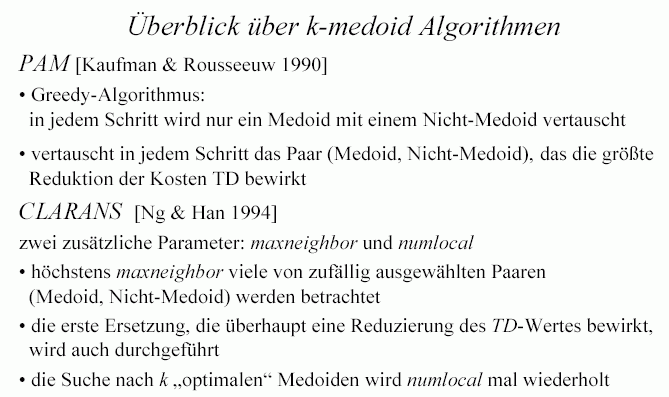 Überblick über k-medoid Algorithmen
PAM [Kaufman & Rousseeuw 1990]
• Greedy-Algorithmus:
in jedem Schritt wird nur ein Medoid mit einem Nicht-Medoid vertauscht
• vertauscht in jedem Schritt das Paar (Medoid, Nicht-Medoid), das die größte
Reduktion der Kosten TD bewirkt
CLARANS [Ng & Han 1994]
zwei zusätzliche Parameter: maxneighbor und numlocal
• höchstens maxneighbor viele von zufällig ausgewählten Paaren
(Medoid, Nicht-Medoid) werden betrachtet
• die erste Ersetzung, die überhaupt eine Reduzierung des TD-Wertes bewirkt,
wird auch durchgeführt
• die Suche nach k „optimalen“ Medoiden wird numlocal mal wiederholt